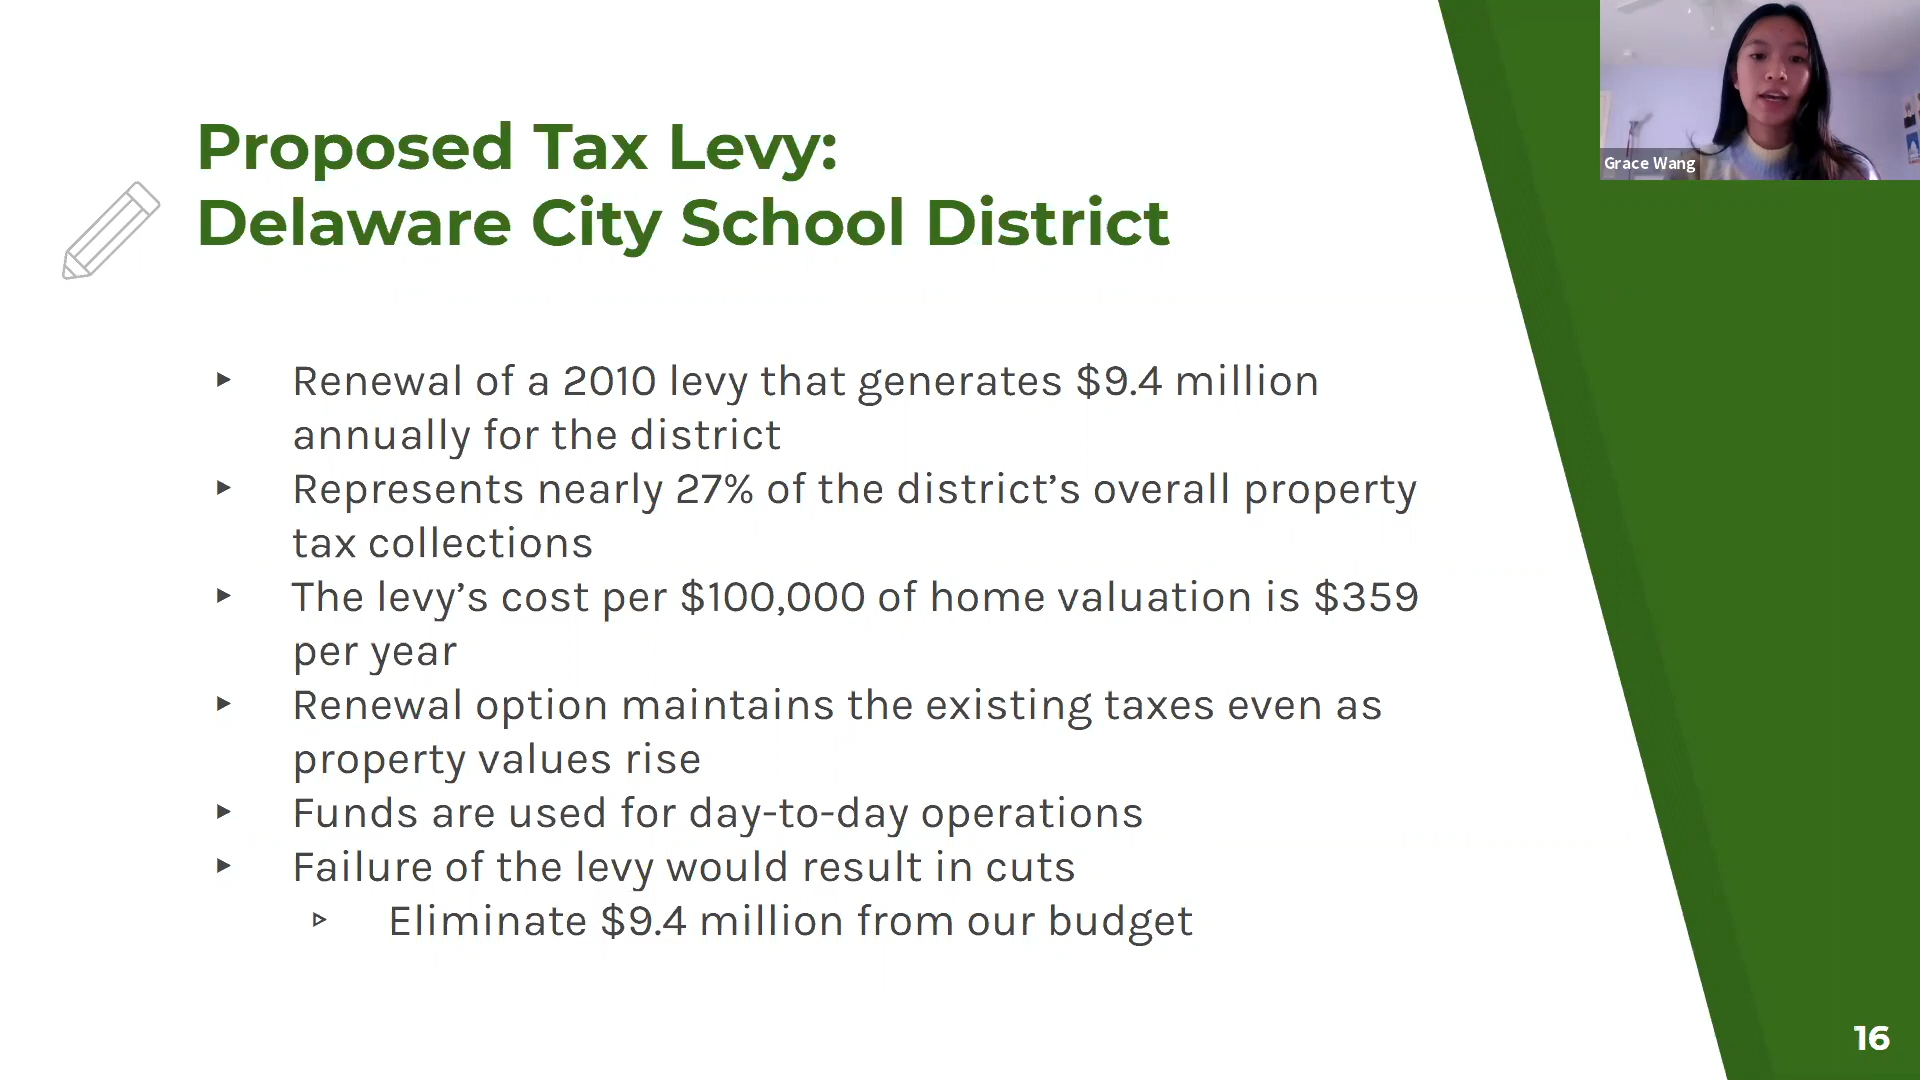 Proposed Tax Levy:
Delaware City School District
Grace Wang
▸ Renewal of a 2010 levy that generates $9.4 million
annually for the district
▸ Represents nearly 27% of the district’s overall property
tax collections
▸ The levy’s cost per $100,000 of home valuation is $359
per year
▸ Renewal option maintains the existing taxes even as
property values rise
▸ Funds are used for day-to-day operations
▸ Failure of the levy would result in cuts
▹ Eliminate $9.4 million from our budget
16